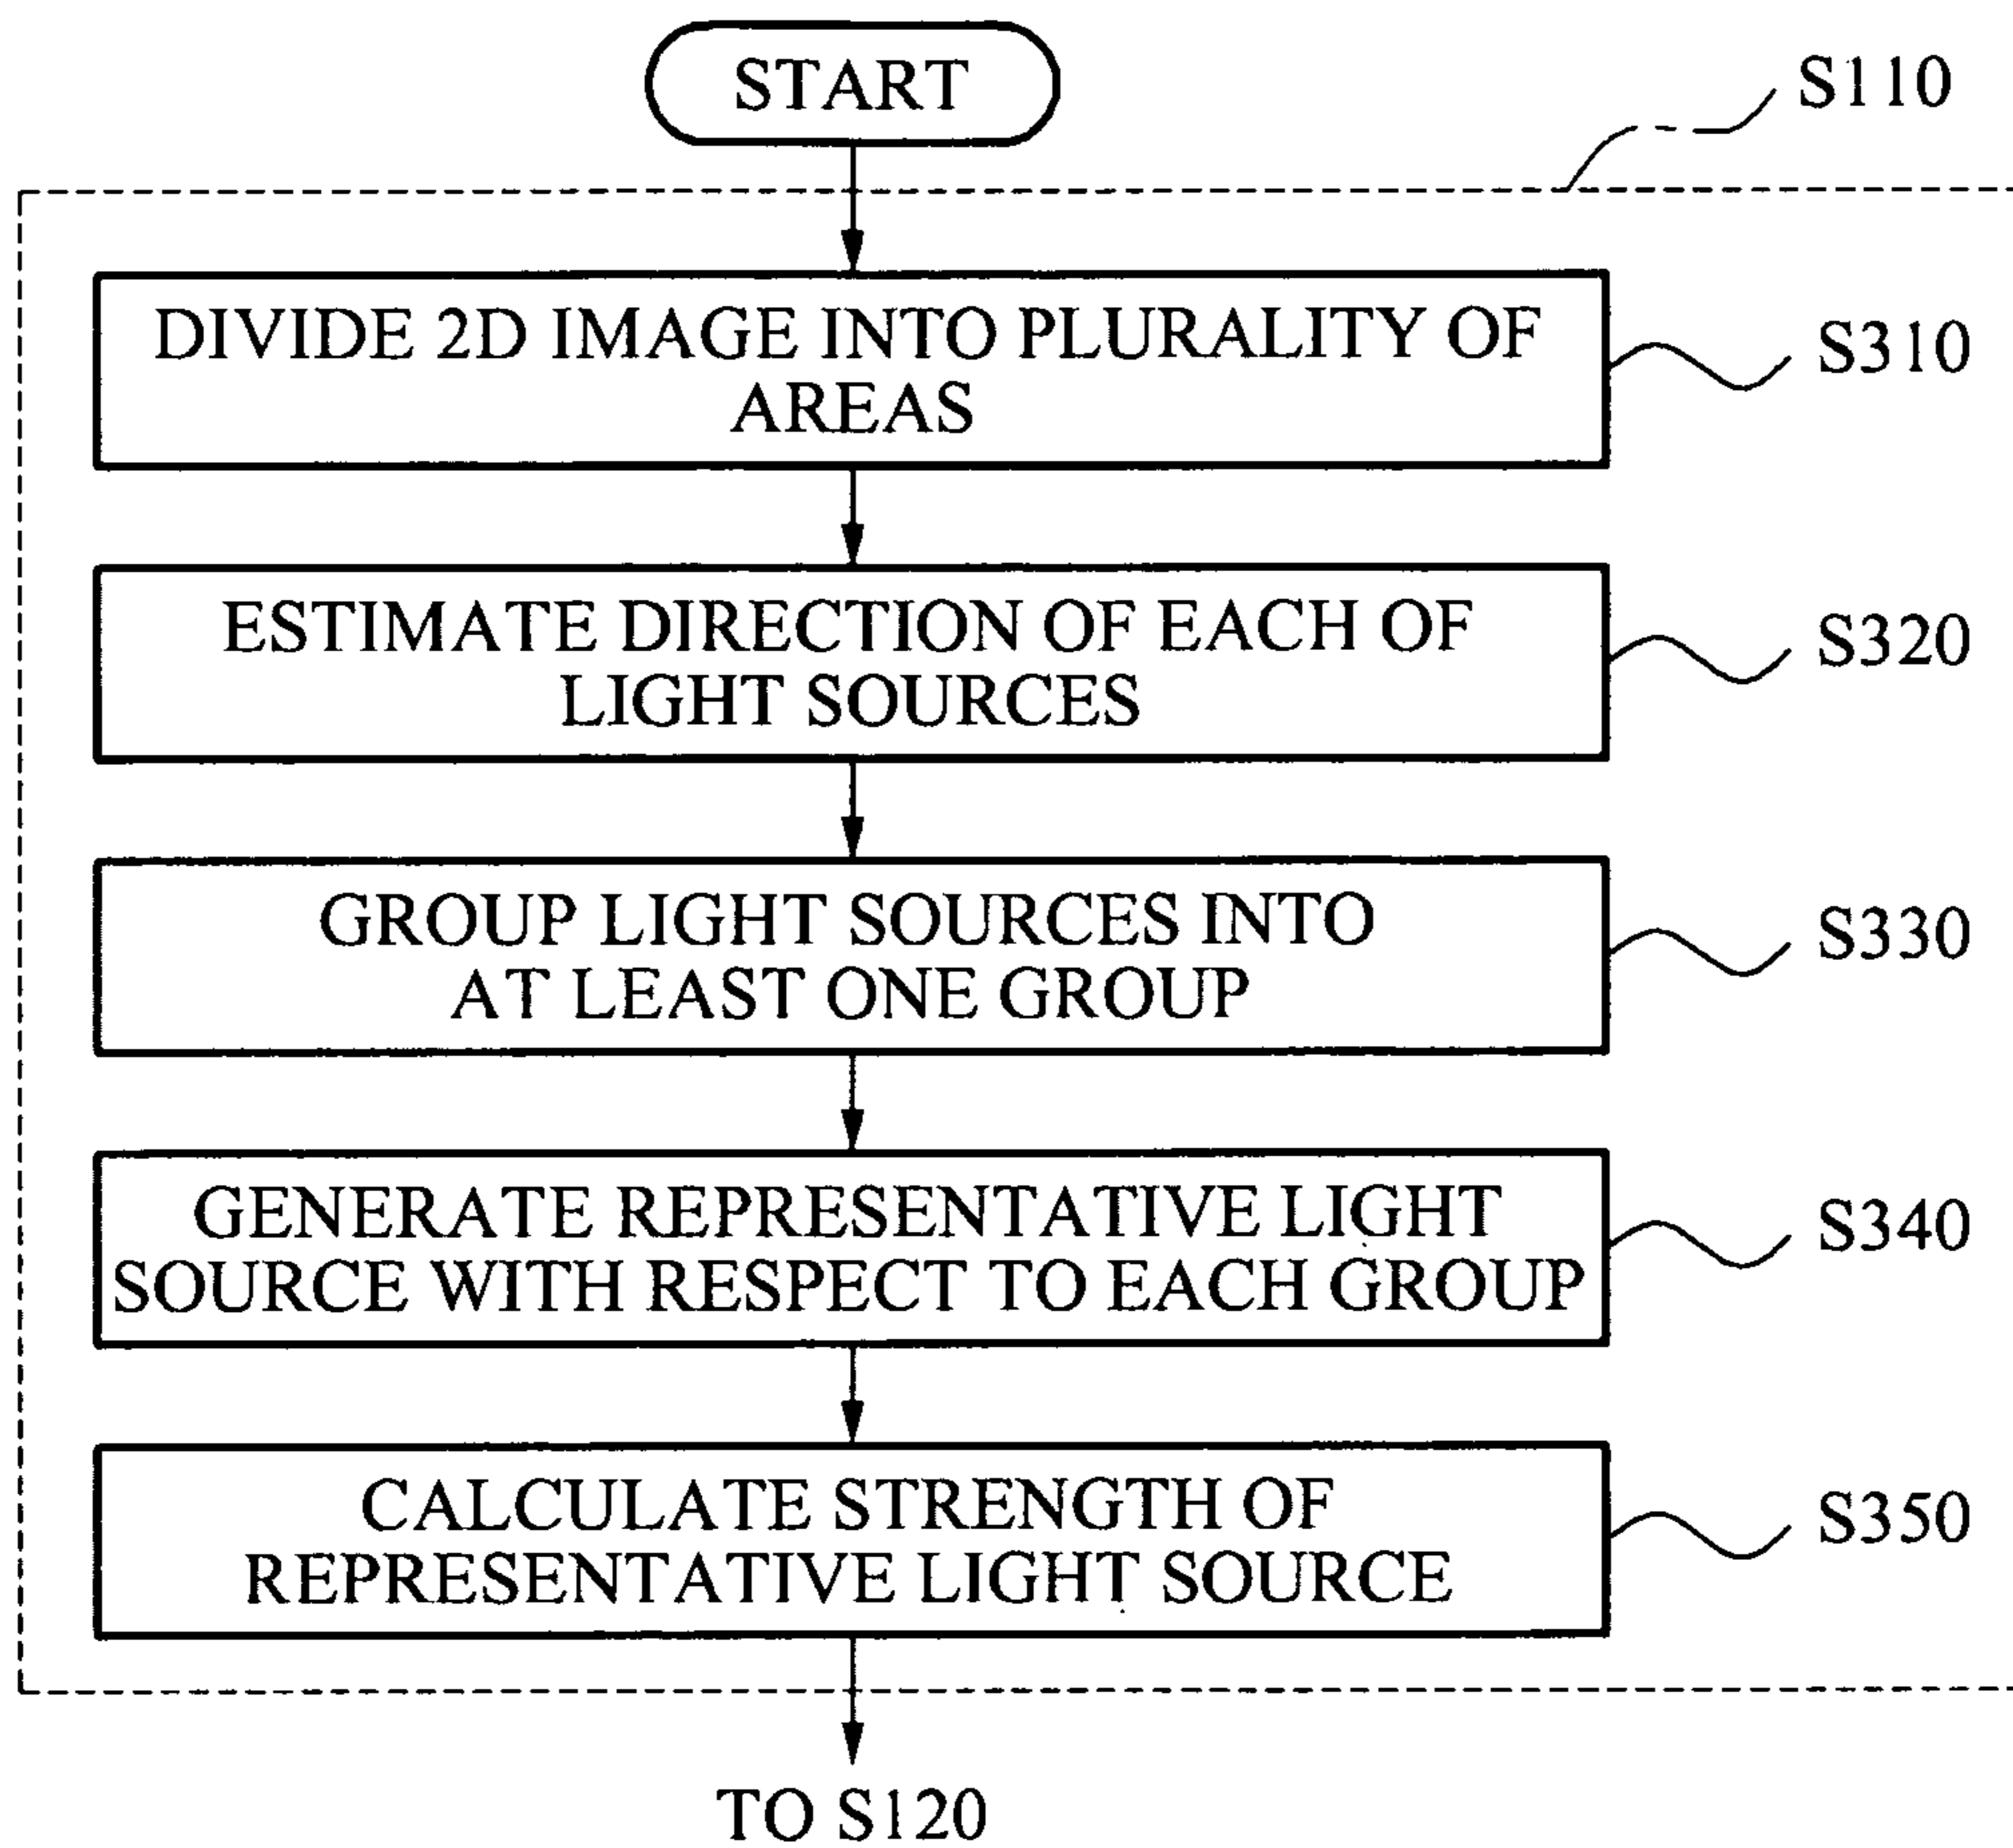 START
S110
DIVIDE 2D IMAGE INTO PLURALITY OF
AREAS
S310
ESTIMATE DIRECTION OF EACH OF
LIGHT SOURCES
S320
GROUP LIGHT SOURCES INTO
AT LEAST ONE GROUP
S330
GENERATE REPRESENTATIVE LIGHT
SOURCE WITH RESPECT TO EACH GROUP
S340
CALCULATE STRENGTH OF
REPRESENTATIVE LIGHT SOURCE
S350
TO S120